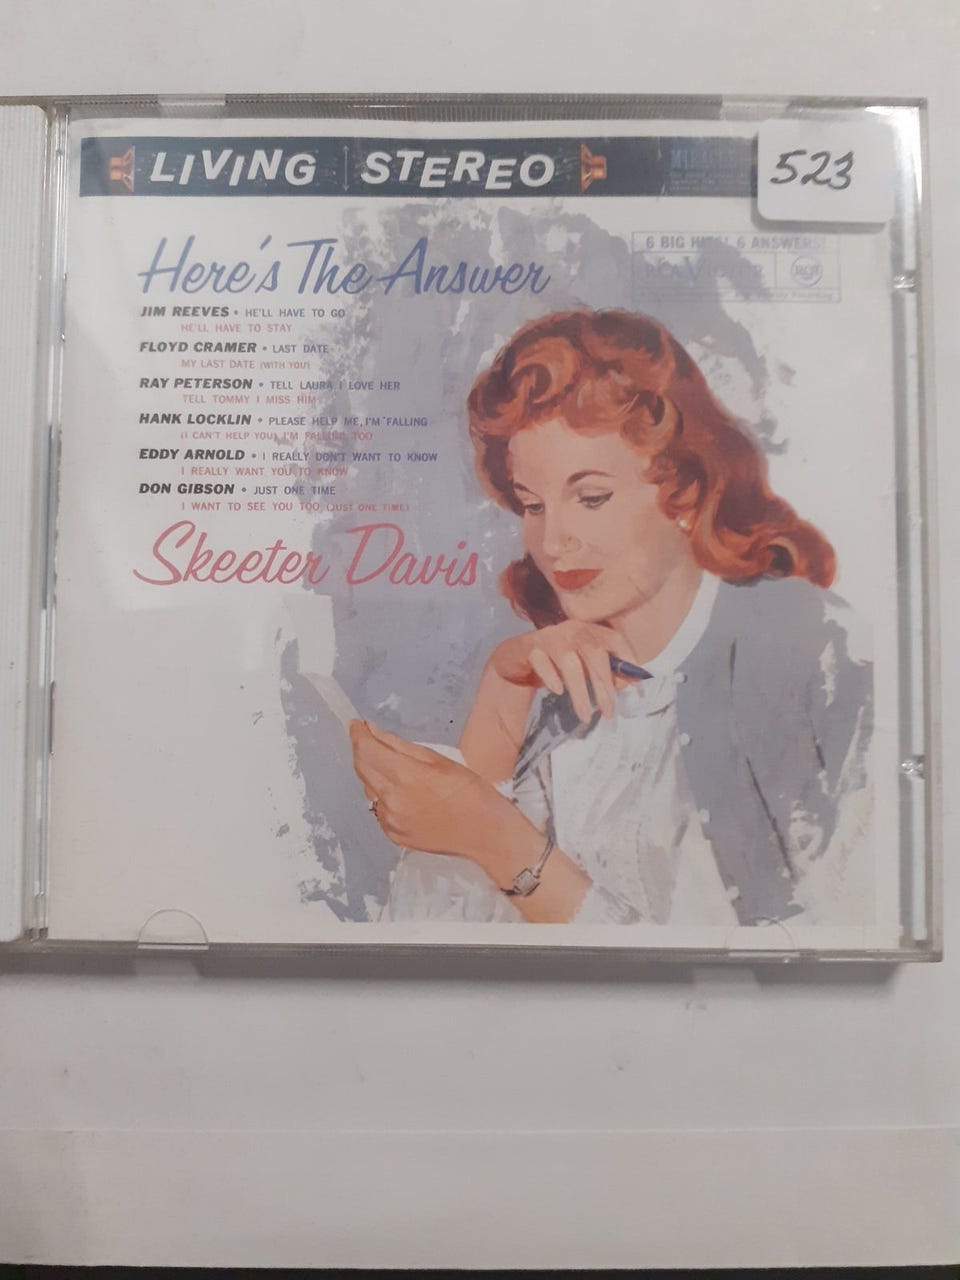 LIVING STEREO
523
Here's The Answer
6 BIG HITS! 6 ANSWERS!
RCA VICTOR
RCA
JIM REEVES • HE'LL HAVE TO GO
HE'LL HAVE TO STAY
FLOYD CRAMER • LAST DATE
MY LAST DATE (WITH YOU)
RAY PETERSON • TELL LAURA I LOVE HER
TELL TOMMY I MISS HIM
HANK LOCKLIN • PLEASE HELP ME, I'M FALLING
(I CAN'T HELP YOU) I'M FALLING TOO
EDDY ARNOLD • I REALLY DON'T WANT TO KNOW
I REALLY WANT YOU TO KNOW
DON GIBSON • JUST ONE TIME
I WANT TO SEE YOU TOO (JUST ONE TIME)
Skeeter Davis